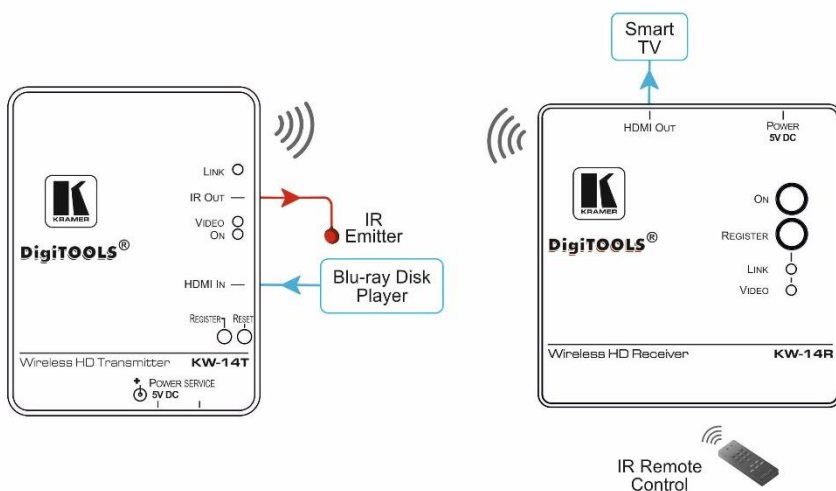 Smart
TV
K
KRAMER
DigiTOOLS®
LINK
IR OUT
VIDEO
ON
HDMI IN
REGISTER
RESET
Wireless HD Transmitter
KW-14T
POWER SERVICE
+
5V DC
IR
Emitter
Blu-ray Disk
Player
HDMI OUT
POWER
5V DC
K
KRAMER
DigiTOOLS®
ON
REGISTER
LINK
VIDEO
Wireless HD Receiver
KW-14R
IR Remote
Control